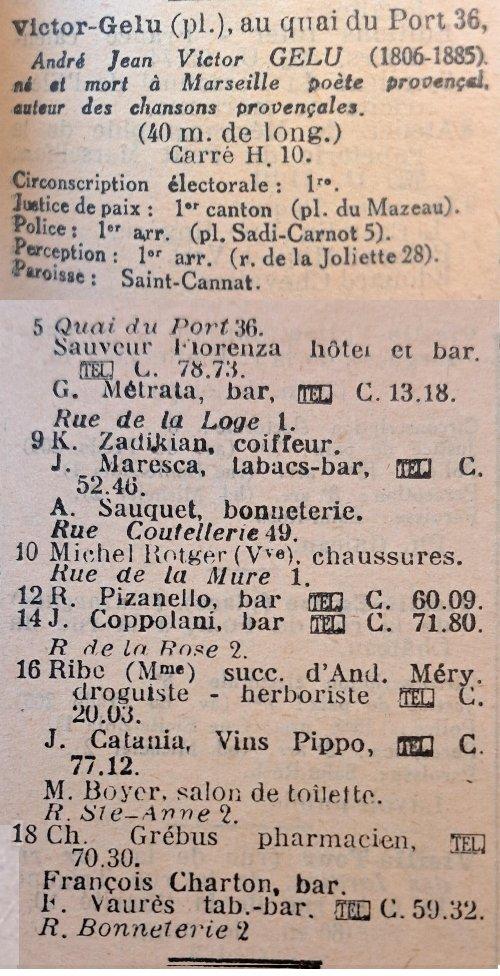 Victor-Gelu (pl.), au quai du Port 36,
André Jean Victor GELU (1806-1885).
né et mort à Marseille poète provençal,
auteur des chansons provençales.
(40 m. de long.)
Carré H. 10.
Circonscription électorale : 1re.
Justice de paix : 1er canton (pl. du Mazeau).
Police : 1er arr. (pl. Sadi-Carnot 5).
Perception : 1er arr. (r. de la Joliette 28).
Paroisse : Saint-Cannat.
5 Quai du Port 36.
Sauveur Fiorenza hôtel et bar.
TEL C. 78.73.
G. Métrata, bar, TEL C. 13.18.
Rue de la Loge 1.
9 K. Zadikian, coiffeur.
J. Maresca, tabacs-bar, TEL C.
52.46.
A. Sauquet, bonneterie.
Rue Coutellerie 49.
10 Michel Rotger (Vve), chaussures.
Rue de la Mure 1.
12 R. Pizanello, bar TEL C. 60.09.
14 J. Coppolani, bar TEL C. 71.80.
R de la Rose 2.
16 Ribe (Mme) succ. d'And. Méry.
droguiste - herboriste TEL C.
20.03.
J. Catania, Vins Pippo, TEL C.
77.12.
M. Boyer, salon de toilette.
R. Ste-Anne 2.
18 Ch. Grébus pharmacien, TEL
70.30.
François Charton, bar.
F. Vaurès tab.-bar. TEL C. 59.32.
R. Bonneterie 2